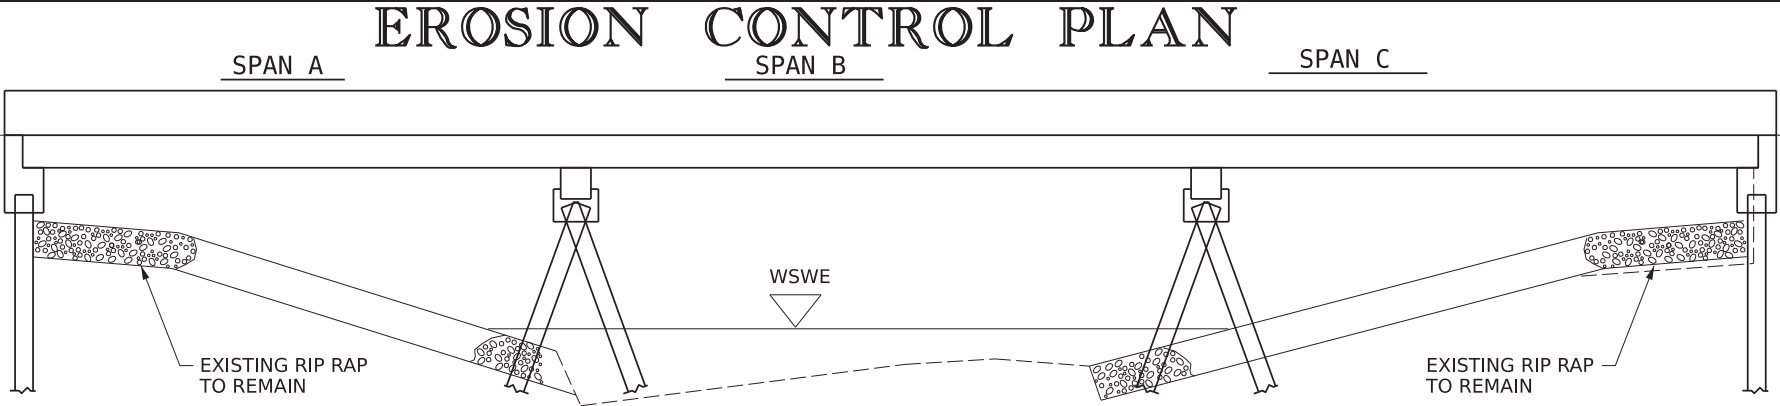 EROSION CONTROL PLAN
SPAN A
SPAN B
SPAN C
WSWE
EXISTING RIP RAP
TO REMAIN
EXISTING RIP RAP
TO REMAIN